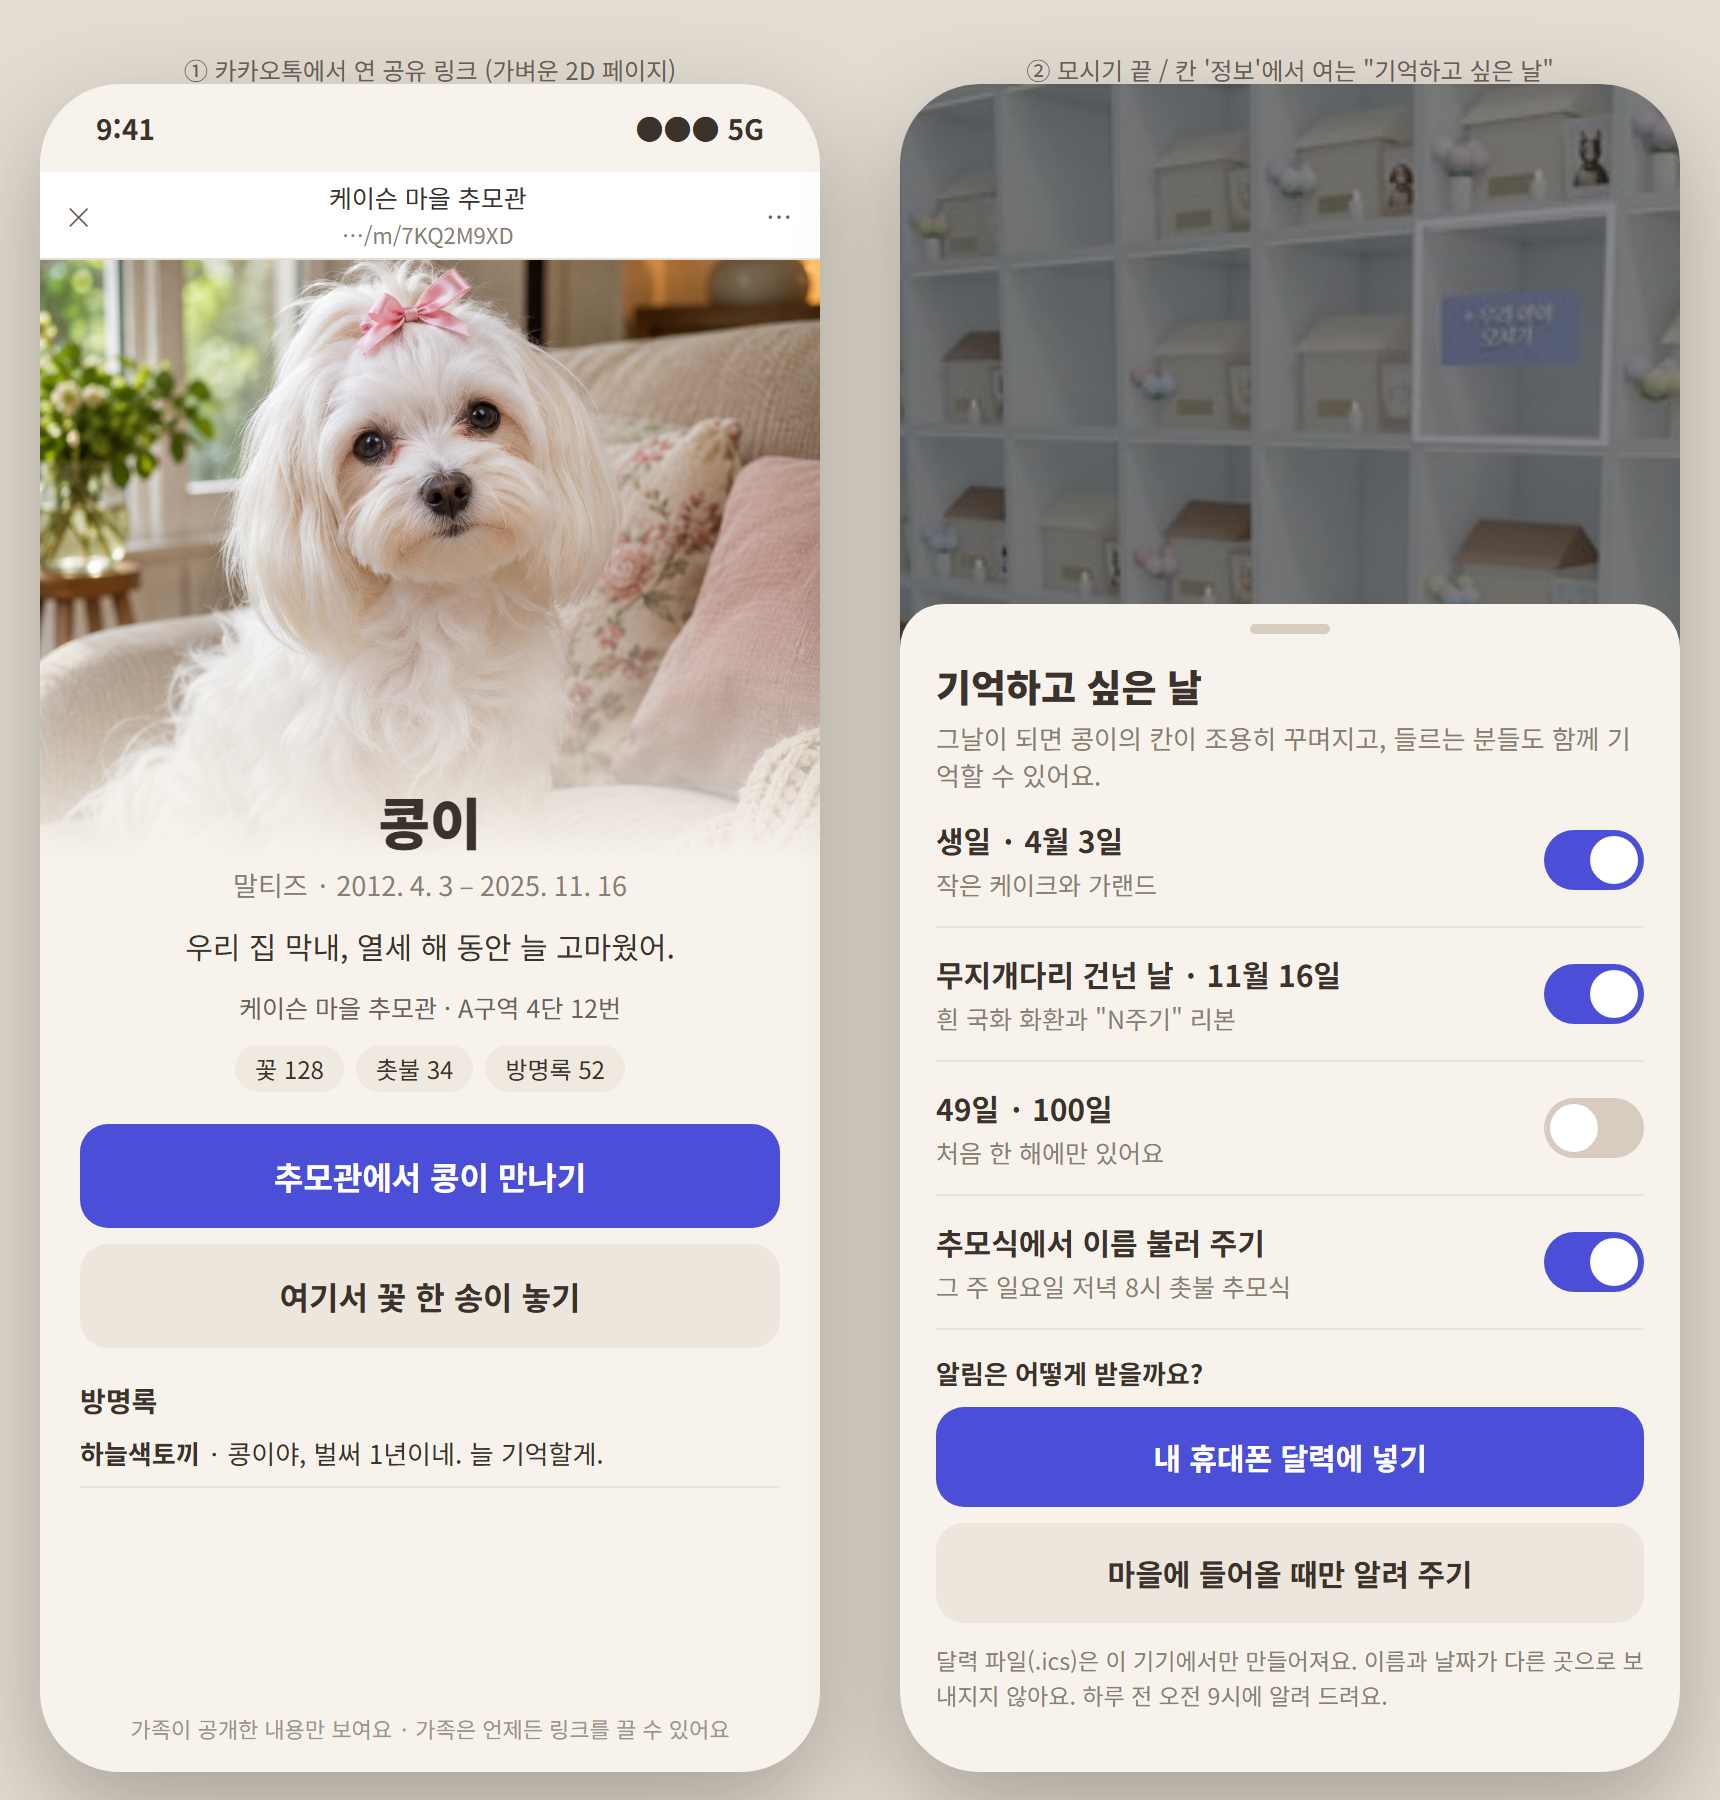 ① 카카오톡에서 연 공유 링크 (가벼운 2D 페이지)
9:41
5G
케이슨 마을 추모관
…/m/7KQ2M9XD
콩이
말티즈 · 2012. 4. 3 – 2025. 11. 16
우리 집 막내, 열세 해 동안 늘 고마웠어.
케이슨 마을 추모관 · A구역 4단 12번
꽃 128
촛불 34
방명록 52
추모관에서 콩이 만나기
여기서 꽃 한 송이 놓기
방명록
하늘색토끼 · 콩이야, 벌써 1년이네. 늘 기억할게.
가족이 공개한 내용만 보여요 · 가족은 언제든 링크를 끌 수 있어요
② 모시기 끝 / 칸 '정보'에서 여는 "기억하고 싶은 날"
+ 우리 아이
모시기
기억하고 싶은 날
그날이 되면 콩이의 칸이 조용히 꾸며지고, 들르는 분들도 함께 기
억할 수 있어요.
생일 · 4월 3일
작은 케이크와 가랜드
무지개다리 건넌 날 · 11월 16일
흰 국화 화환과 "N주기" 리본
49일 · 100일
처음 한 해에만 있어요
추모식에서 이름 불러 주기
그 주 일요일 저녁 8시 촛불 추모식
알림은 어떻게 받을까요?
내 휴대폰 달력에 넣기
마을에 들어올 때만 알려 주기
달력 파일(.ics)은 이 기기에서만 만들어져요. 이름과 날짜가 다른 곳으로 보
내지지 않아요. 하루 전 오전 9시에 알려 드려요.